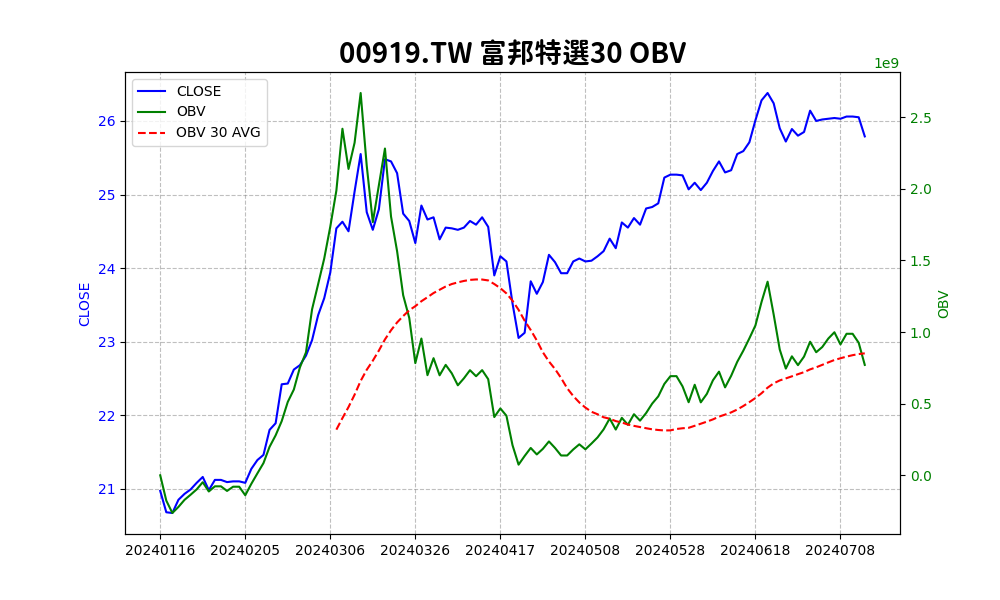 00919.TW 富邦特選30 OBV
1e9
CLOSE
OBV
OBV 30 AVG
26
25
24
23
22
21
CLOSE
2.5
2.0
1.5
1.0
0.5
0.0
OBV
20240116 20240205 20240306 20240326 20240417 20240508 20240528 20240618 20240708